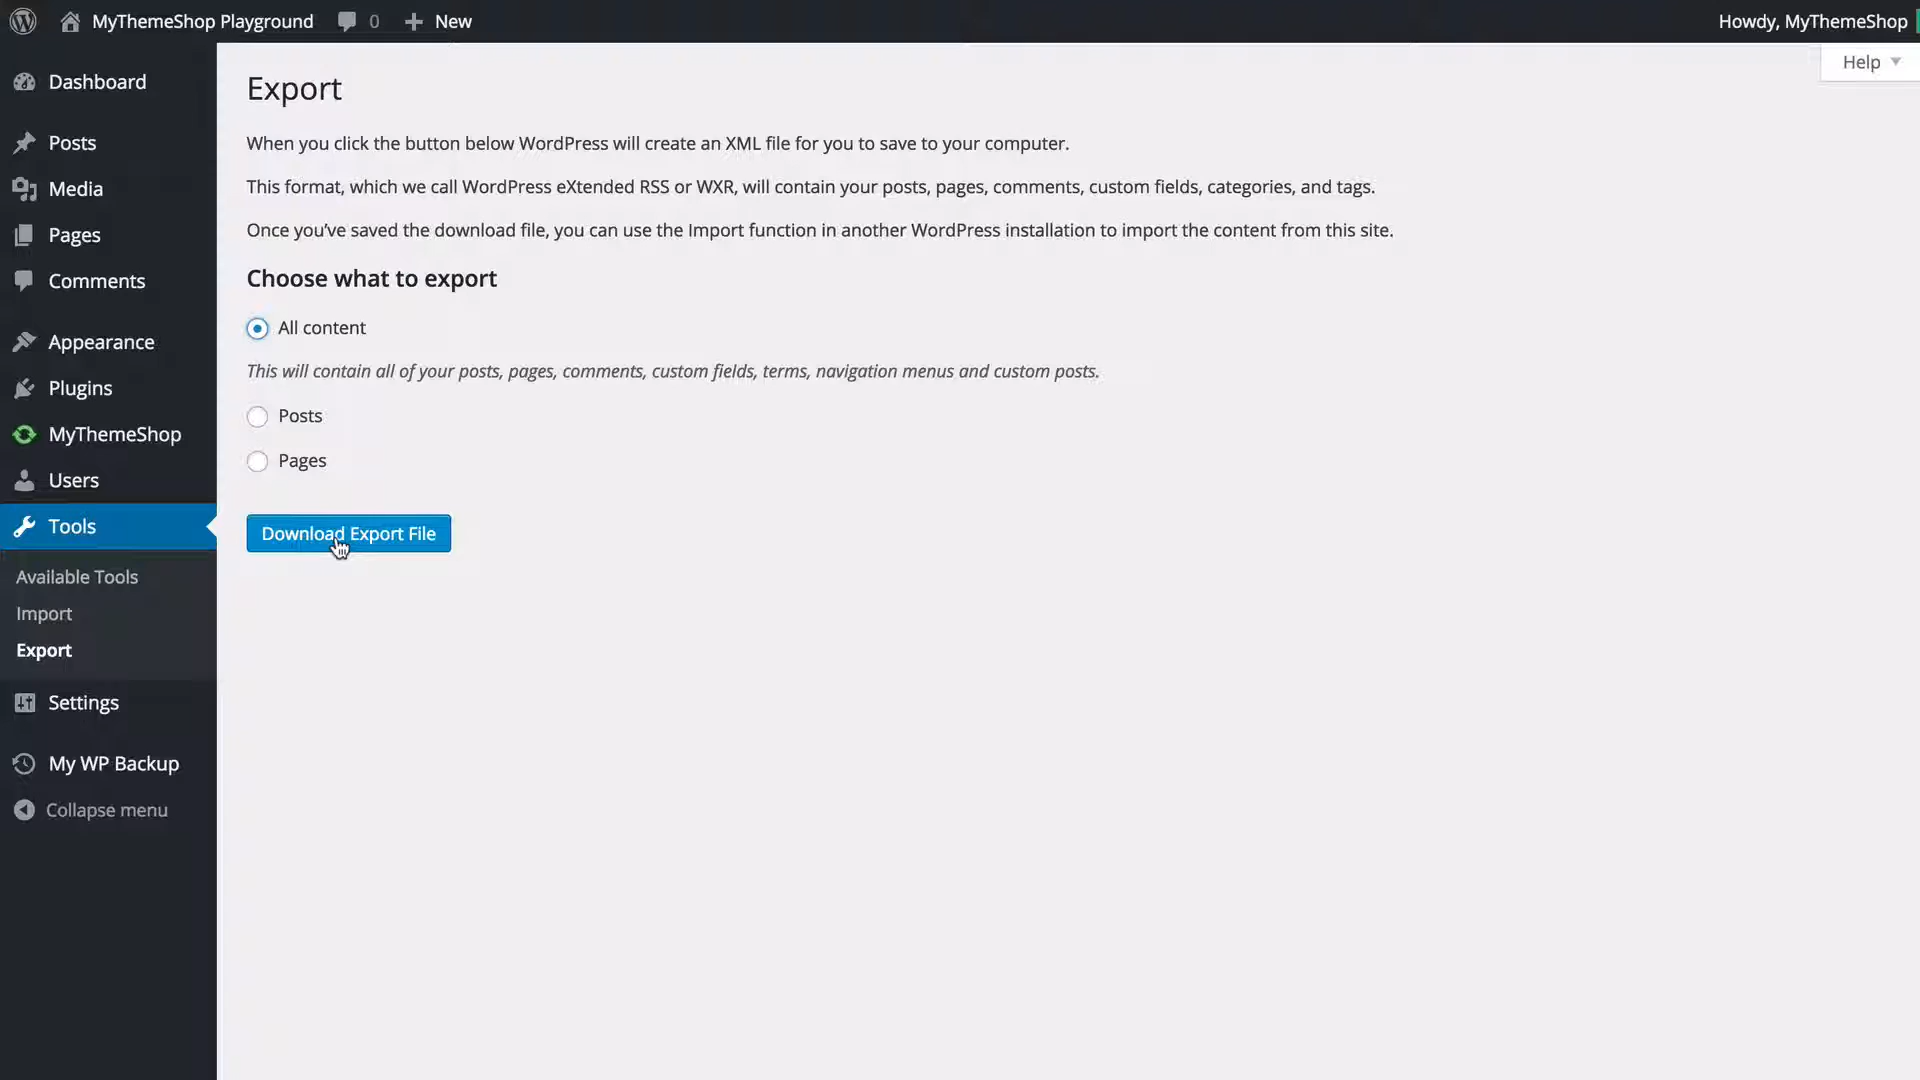 MyThemeShop Playground 0 New Howdy, MyThemeShop
Help
Dashboard
Posts
Media
Pages
Comments
Appearance
Plugins
MyThemeShop
Users
Tools
Available Tools
Import
Export
Settings
My WP Backup
Collapse menu
Export
When you click the button below WordPress will create an XML file for you to save to your computer.
This format, which we call WordPress eXtended RSS or WXR, will contain your posts, pages, comments, custom fields, categories, and tags.
Once you've saved the download file, you can use the Import function in another WordPress installation to import the content from this site.
Choose what to export
All content
This will contain all of your posts, pages, comments, custom fields, terms, navigation menus and custom posts.
Posts
Pages
Download Export File